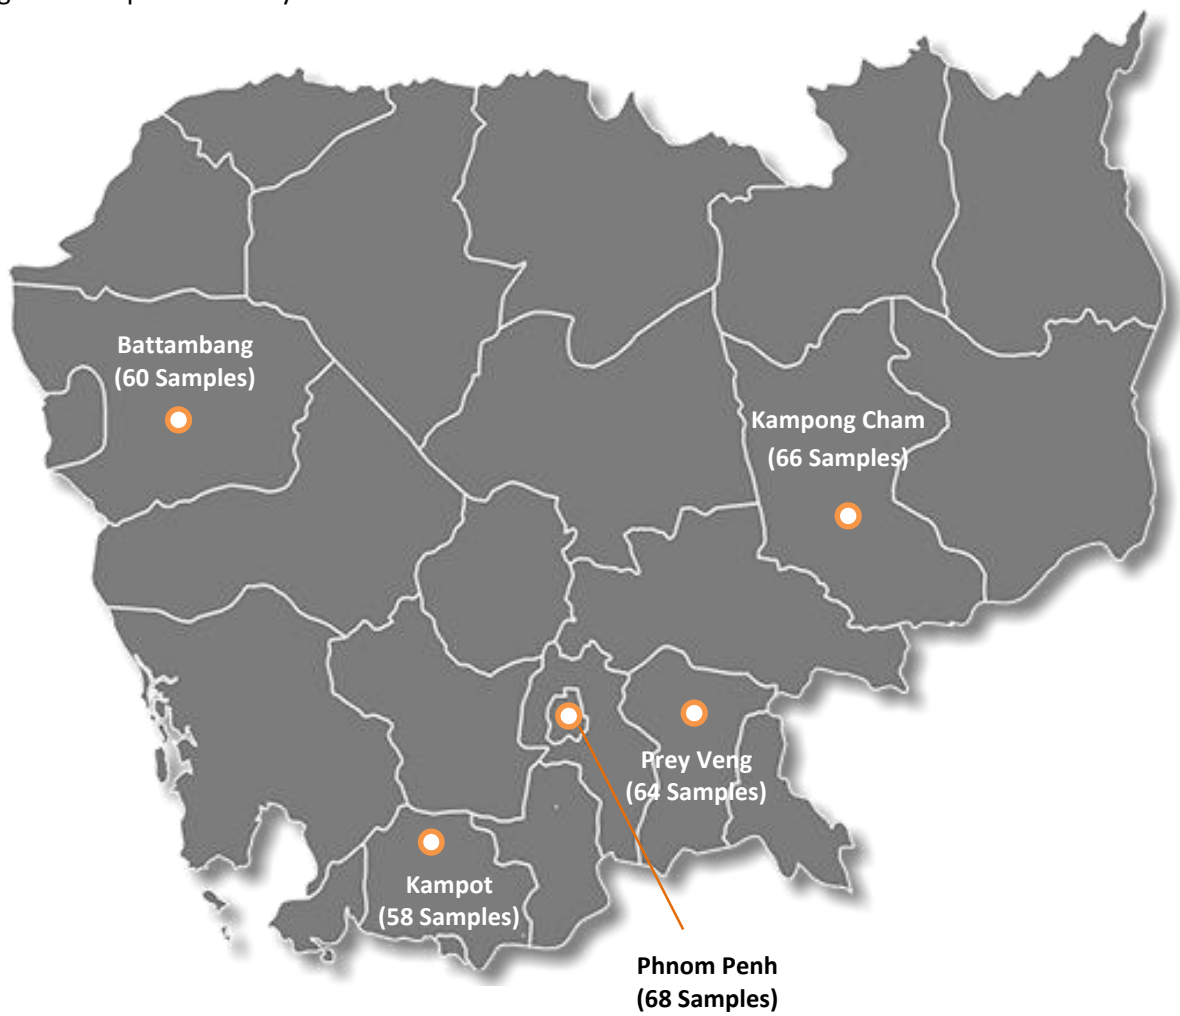 Battambang
(60 Samples)
Kampong Cham
(66 Samples)
Prey Veng
(64 Samples)
Kampot
(58 Samples)
Phnom Penh
(68 Samples)